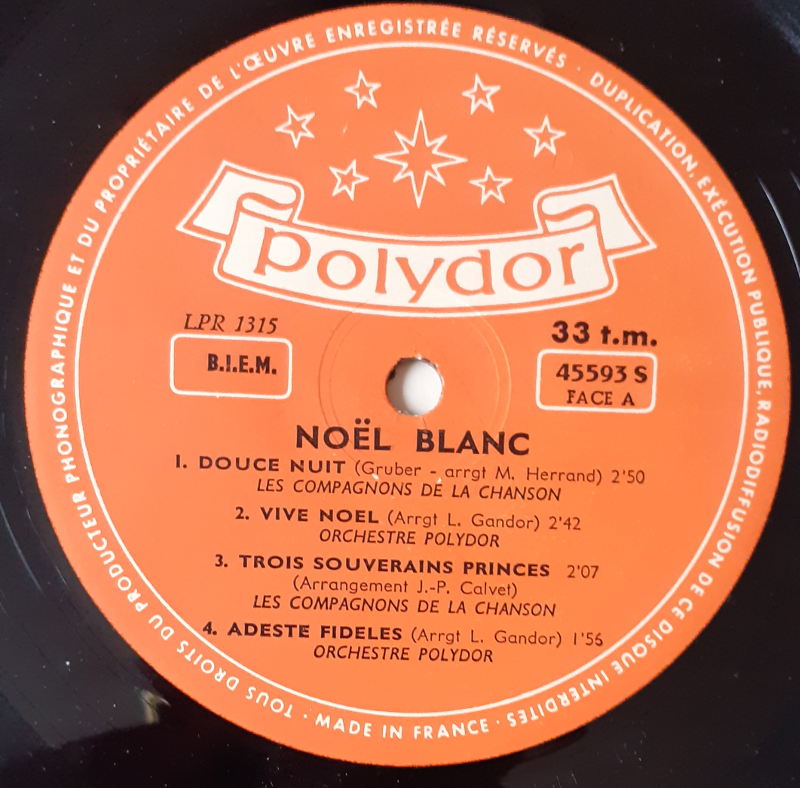 TOUS DROITS DU PRODUCTEUR PHONOGRAPHIQUE ET DU PROPRIÉTAIRE DE L'ŒUVRE ENREGISTRÉE RÉSERVÉS · DUPLICATION, EXÉCUTION PUBLIQUE, RADIODIFFUSION DE CE DISQUE INTERDITES · MADE IN FRANCE ·
polydor
LPR 1315
33 t.m.
B.I.E.M.
45593 S
FACE A
NOËL BLANC
1. DOUCE NUIT (Gruber - arrgt M. Herrand) 2'50
LES COMPAGNONS DE LA CHANSON
2. VIVE NOEL (Arrgt L. Gandor) 2'42
ORCHESTRE POLYDOR
3. TROIS SOUVERAINS PRINCES 2'07
(Arrangement J.-P. Calvet)
LES COMPAGNONS DE LA CHANSON
4. ADESTE FIDELES (Arrgt L. Gandor) 1'56
ORCHESTRE POLYDOR